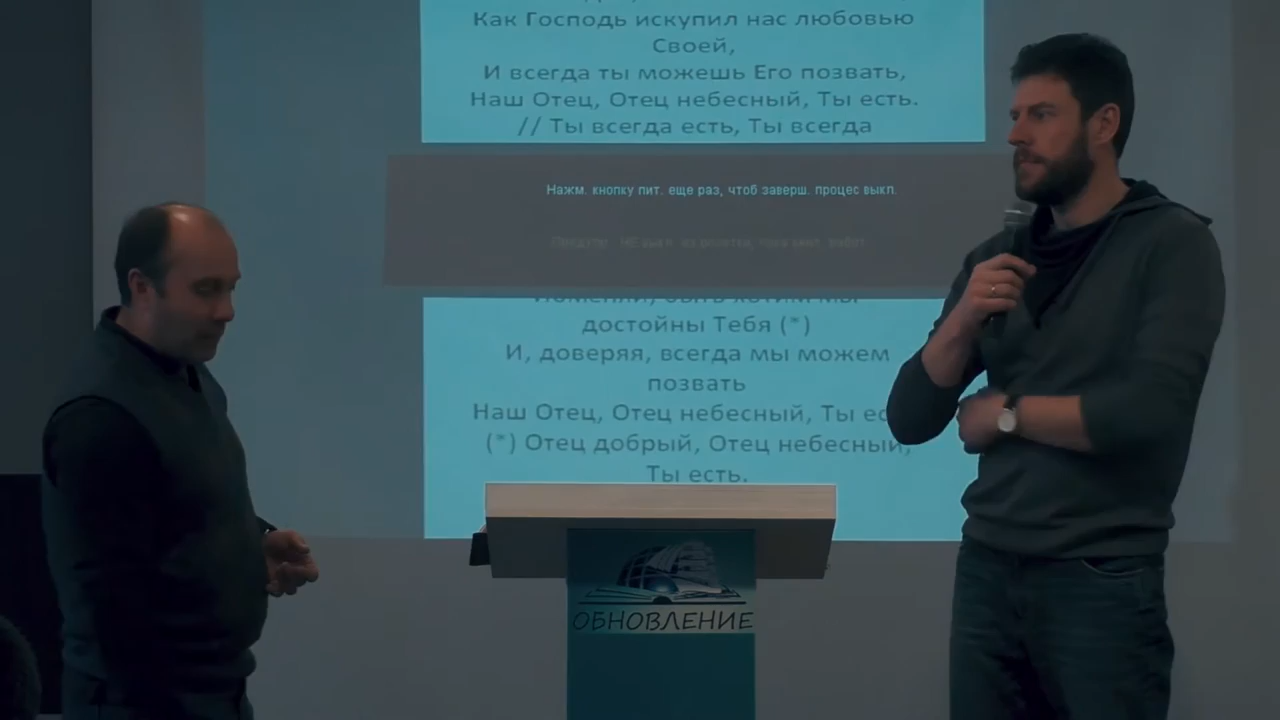 Как Господь искупил нас любовью
Своей,
И всегда ты можешь Его позвать,
Наш Отец, Отец небесный, Ты есть.
// Ты всегда есть, Ты всегда
Нажм. кнопку пит. еще раз, чтоб заверш. процес выкл.
достойны Тебя (*)
И, доверяя, всегда мы можем
позвать
Наш Отец, Отец небесный, Ты
(*) Отец добрый, Отец небесный,
Ты есть.
ОБНОВЛЕНИЕ